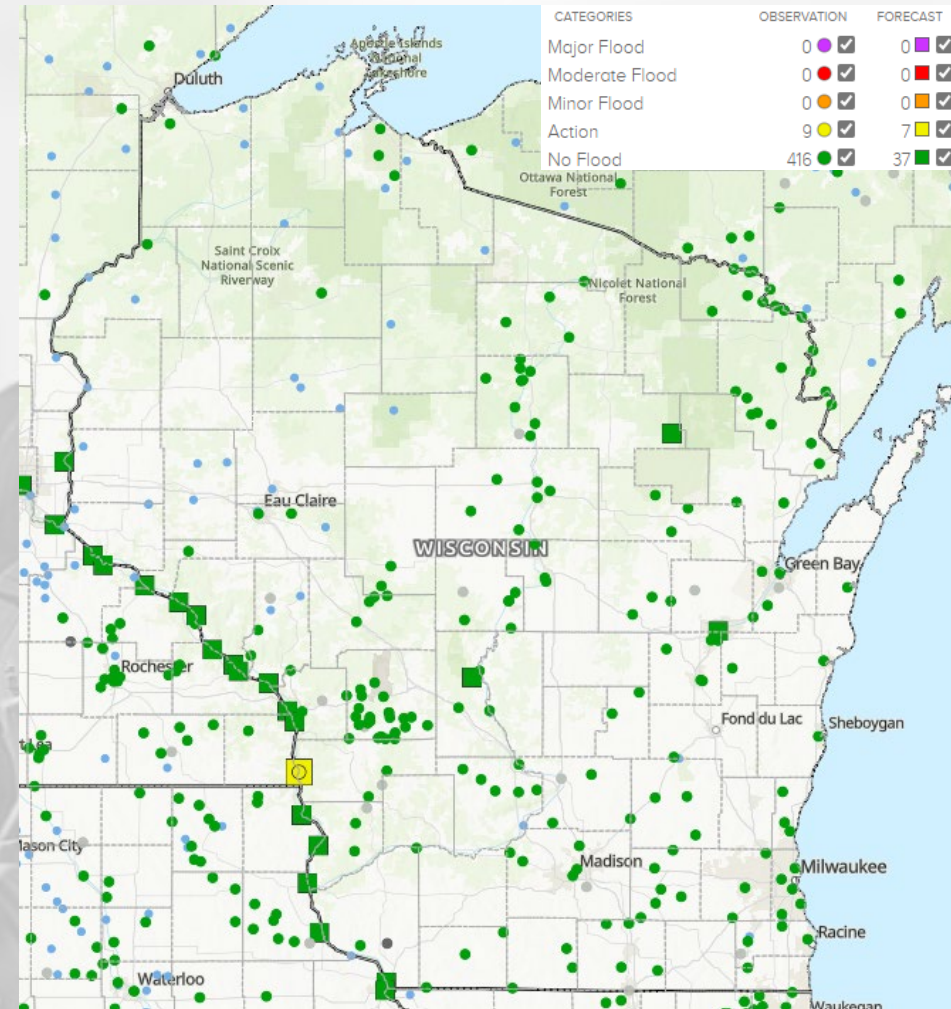 CATEGORIES OBSERVATION FORECAST
Major Flood 0 0
Moderate Flood 0 0
Minor Flood 0 0
Action 9 7
No Flood 416 37
Apostle Islands
National
Lakeshore
Duluth
Ottawa National
Forest
Saint Croix
National Scenic
Riverway
Nicolet National
Forest
Eau Claire
WISCONSIN
Green Bay
Rochester
Fond du Lac
Sheboygan
t Lea
Mason City
Madison
Milwaukee
Racine
Waterloo
Waukegan